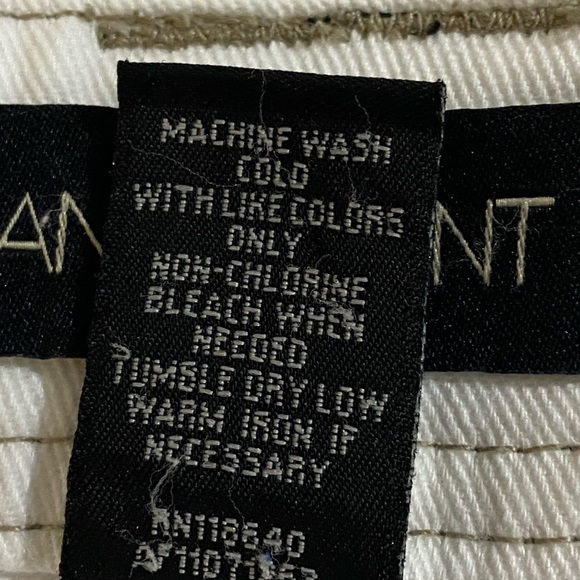 MACHINE WASH
COLD
WITH LIKE COLORS
ONLY
NON-CHLORINE
BLEACH WHEN
NEEDED
TUMBLE DRY LOW
WARM IRON IF
NECESSARY
RN118640